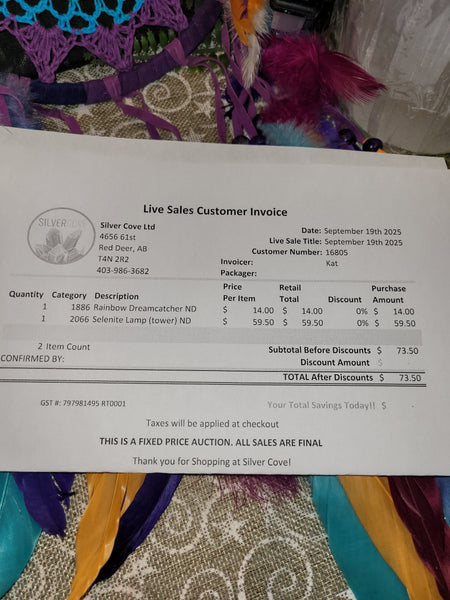 Live Sales Customer Invoice
SILVERCOVE
Silver Cove Ltd
4656 61st
Red Deer, AB
T4N 2R2
403-986-3682
Date: September 19th 2025
Live Sale Title: September 19th 2025
Customer Number: 16805
Invoicer: Kat
Packager:
Quantity Category Description Price Per Item Retail Total Discount Purchase Amount
1 1886 Rainbow Dreamcatcher ND $ 14.00 $ 14.00 0% $ 14.00
1 2066 Selenite Lamp (tower) ND $ 59.50 $ 59.50 0% $ 59.50
2 Item Count
Subtotal Before Discounts $ 73.50
CONFIRMED BY:
Discount Amount $ -
TOTAL After Discounts $ 73.50
GST #: 797981495 RT0001
Your Total Savings Today!! $ -
Taxes will be applied at checkout
THIS IS A FIXED PRICE AUCTION. ALL SALES ARE FINAL
Thank you for Shopping at Silver Cove!